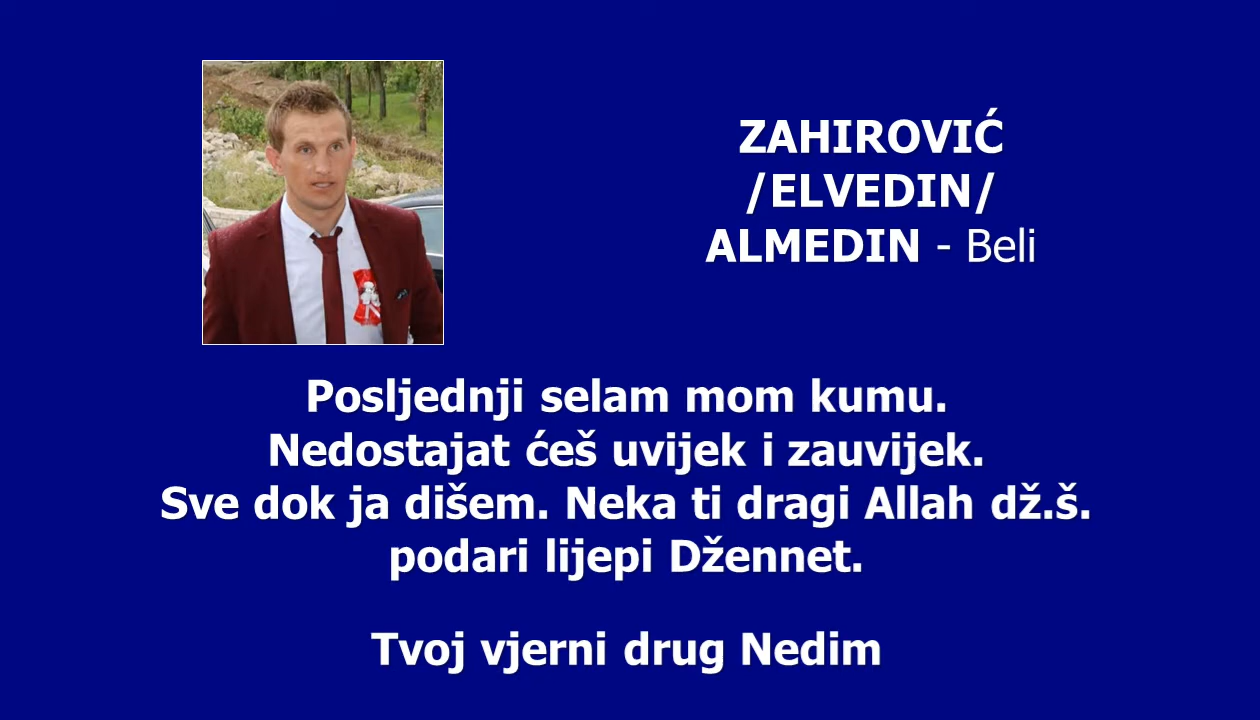 ZAHIROVIĆ
/ELVEDIN/
ALMEDIN - Beli
Posljednji selam mom kumu.
Nedostajat ćeš uvijek i zauvijek.
Sve dok ja dišem. Neka ti dragi Allah dž.š.
podari lijepi Džennet.
Tvoj vjerni drug Nedim